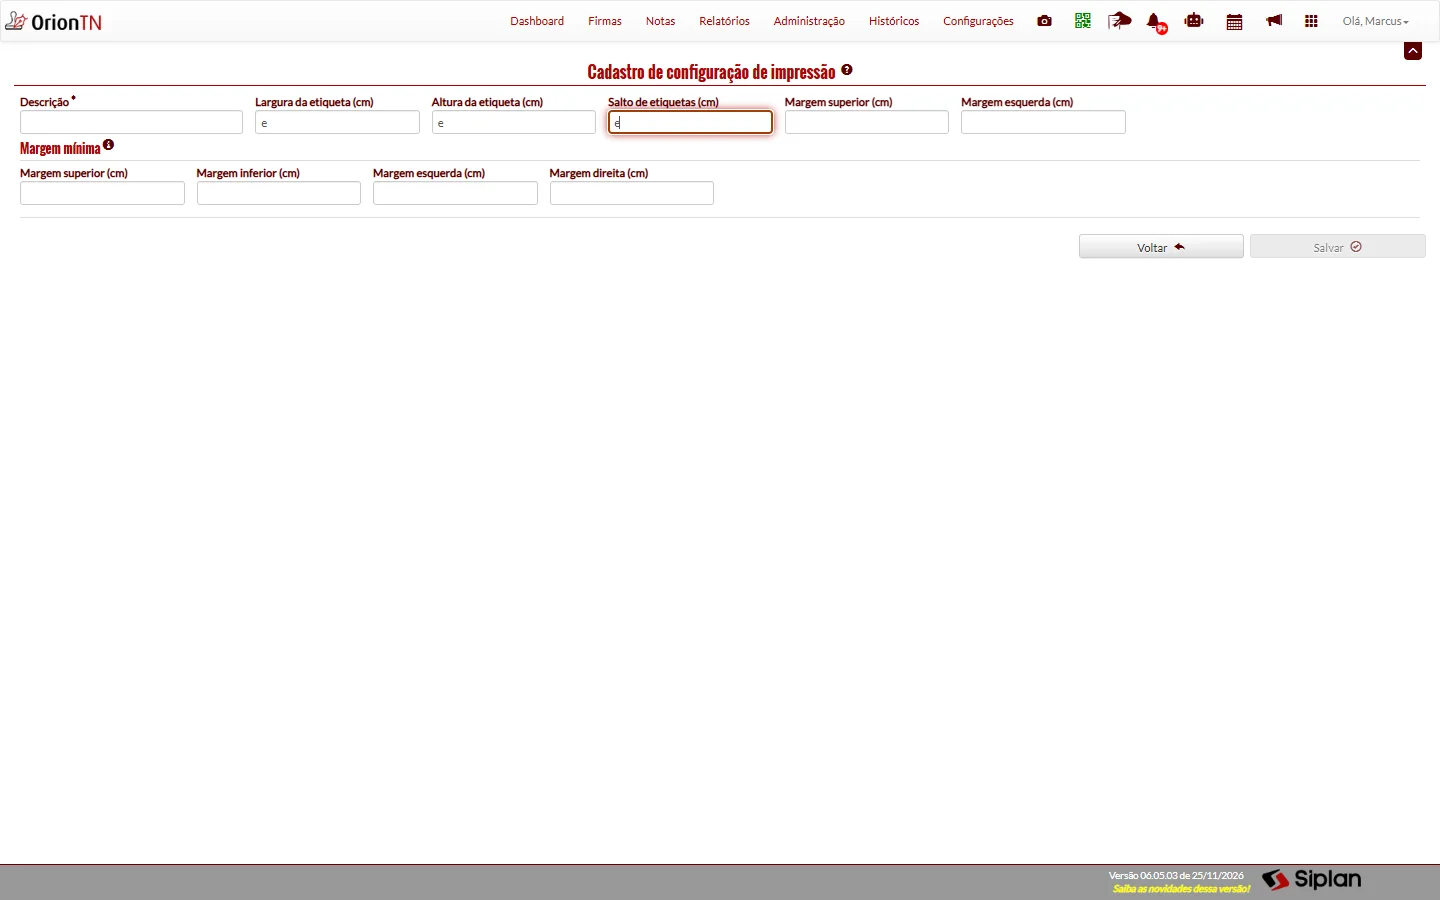 OrionTN Dashboard Firmas Notas Relatórios Administração Históricos Configurações 9+ Olá, Marcus
Cadastro de configuração de impressão
Descrição * Largura da etiqueta (cm) Altura da etiqueta (cm) Salto de etiquetas (cm) Margem superior (cm) Margem esquerda (cm)
e e e
Margem mínima
Margem superior (cm) Margem inferior (cm) Margem esquerda (cm) Margem direita (cm)
Voltar Salvar
Versão 06.05.03 de 25/11/2026 Siplan
Saiba as novidades dessa versão!